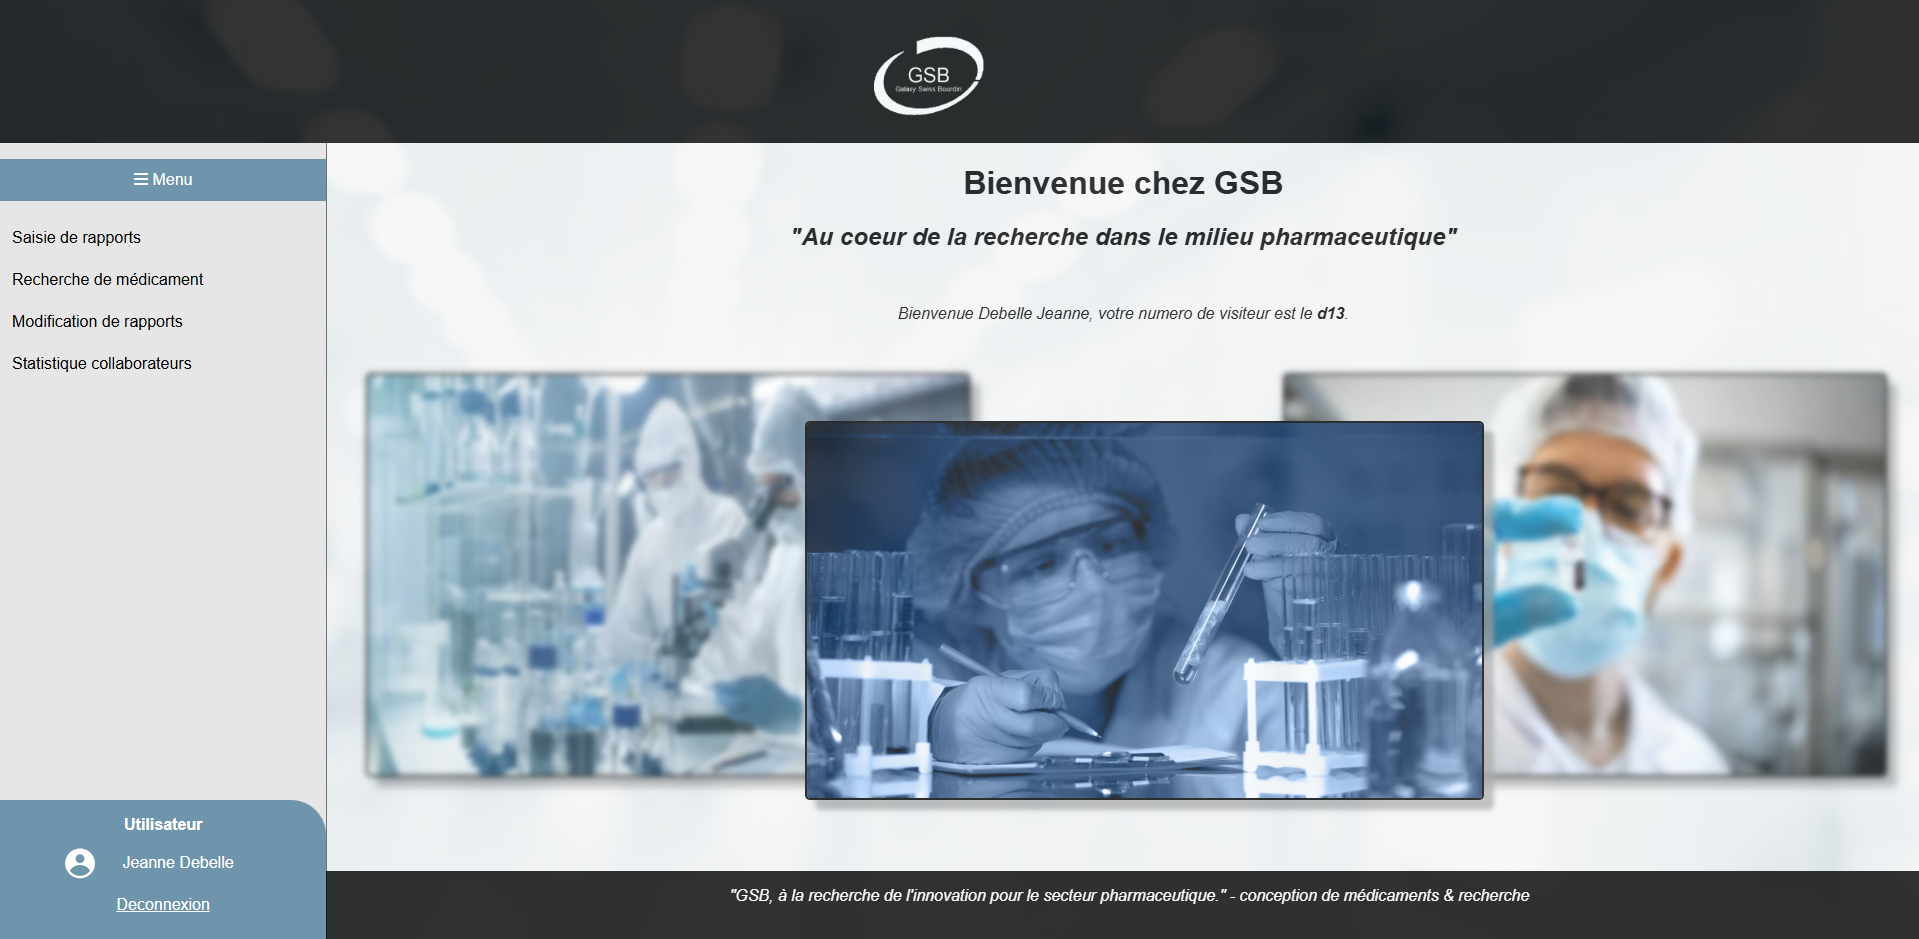 GSB
Galaxy Swiss Bourdin
Menu
Saisie de rapports
Recherche de médicament
Modification de rapports
Statistique collaborateurs
Utilisateur
Jeanne Debelle
Deconnexion
Bienvenue chez GSB
"Au coeur de la recherche dans le milieu pharmaceutique"
Bienvenue Debelle Jeanne, votre numero de visiteur est le d13.
"GSB, à la recherche de l'innovation pour le secteur pharmaceutique." - conception de médicaments & recherche